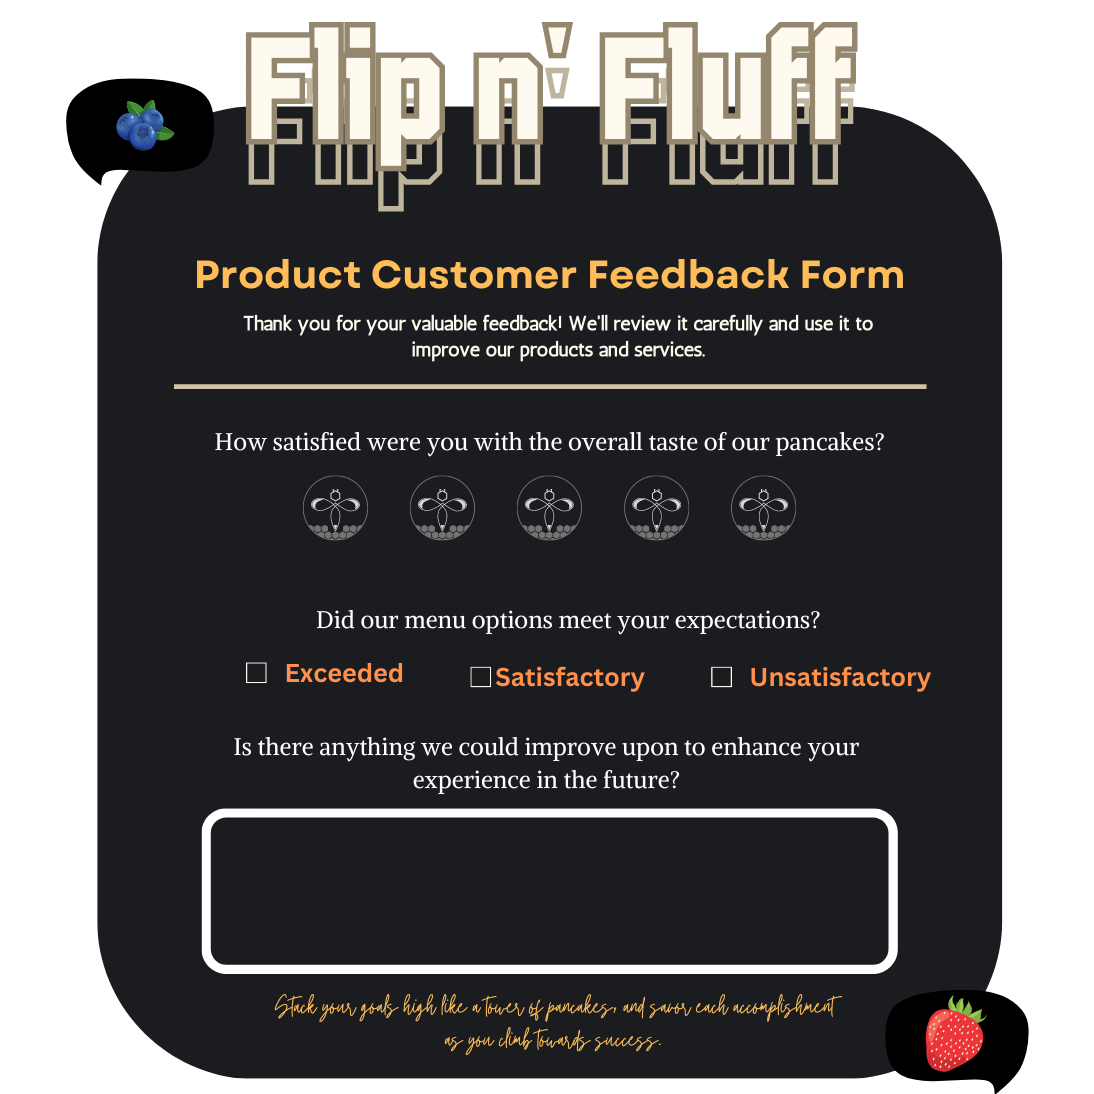 Flip n' Fluff
Product Customer Feedback Form
Thank you for your valuable feedback! We'll review it carefully and use it to
improve our products and services.
How satisfied were you with the overall taste of our pancakes?
Did our menu options meet your expectations?
Exceeded Satisfactory Unsatisfactory
Is there anything we could improve upon to enhance your
experience in the future?
Stack your goals high like a tower of pancakes, and savor each accomplishment
as you climb towards success.